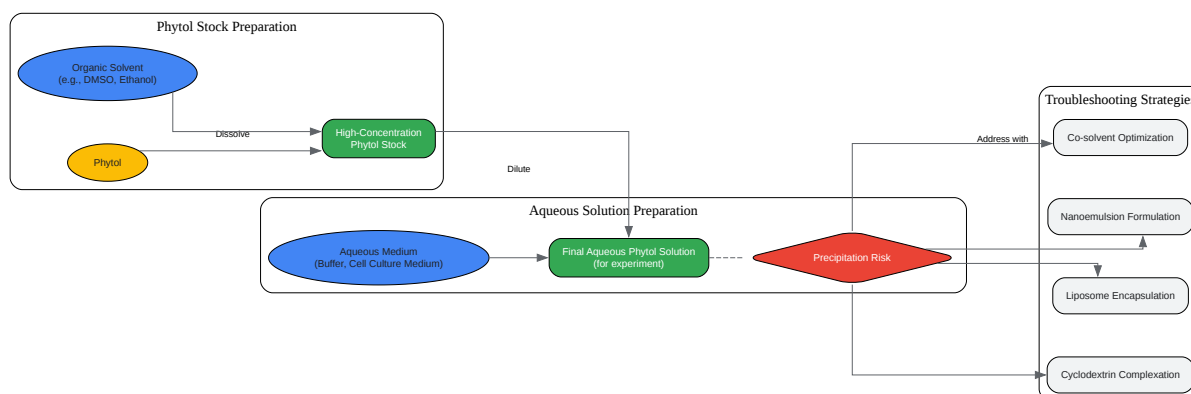 Phytol Stock Preparation
Organic Solvent
(e.g., DMSO, Ethanol)
Dissolve
High-Concentration
Phytol Stock
Phytol
Dilute
Aqueous Solution Preparation
Aqueous Medium
(Buffer, Cell Culture Medium)
Final Aqueous Phytol Solution
(for experiment)
Precipitation Risk
Address with
Troubleshooting Strategies
Co-solvent Optimization
Nanoemulsion Formulation
Liposome Encapsulation
Cyclodextrin Complexation